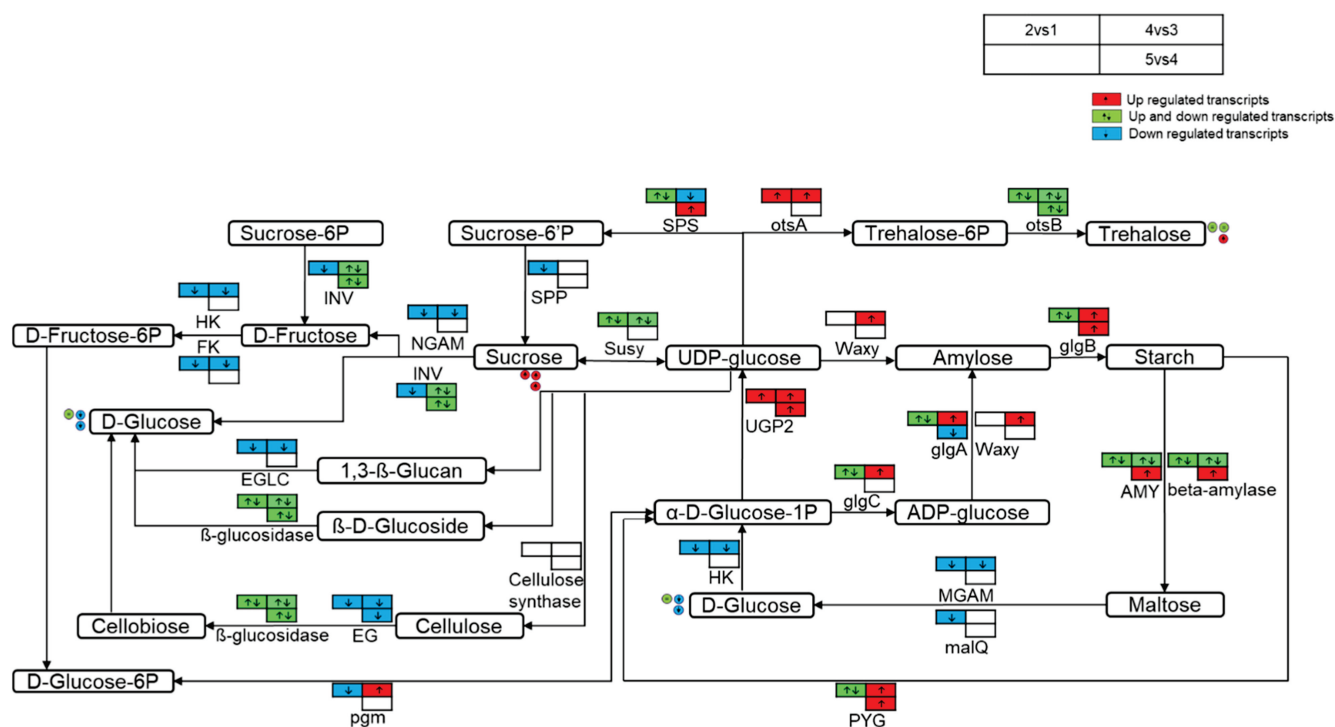 2vs1 4vs3
5vs4
Up regulated transcripts
Up and down regulated transcripts
Down regulated transcripts
SPS otsA otsB
Sucrose-6P Sucrose-6'P Trehalose-6P Trehalose
INV SPP
HK
D-Fructose-6P D-Fructose NGAM Susy Waxy glgB
FK Sucrose UDP-glucose Amylose Starch
INV
D-Glucose UGP2
glgA Waxy
1,3-ß-Glucan
EGLC AMY beta-amylase
glgC
ß-D-Glucoside α-D-Glucose-1P ADP-glucose
ß-glucosidase
Cellulose
synthase
HK MGAM
D-Glucose Maltose
Cellobiose ß-glucosidase EG Cellulose malQ
D-Glucose-6P
pgm PYG